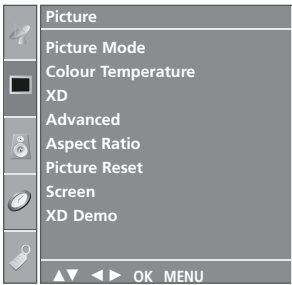 Picture
Picture Mode
Colour Temperature
XD
Advanced
Aspect Ratio
Picture Reset
Screen
XD Demo
▲▼ ◄► OK MENU